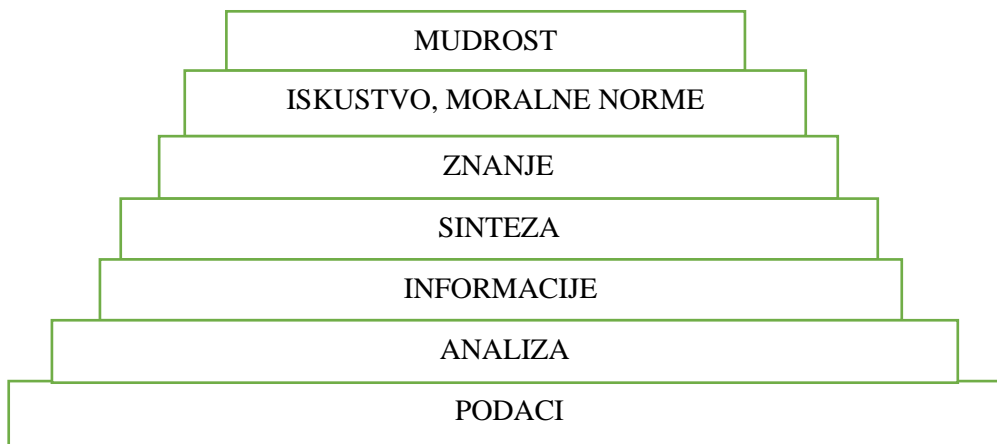 MUDROST
ISKUSTVO, MORALNE NORME
ZNANJE
SINTEZA
INFORMACIJE
ANALIZA
PODACI